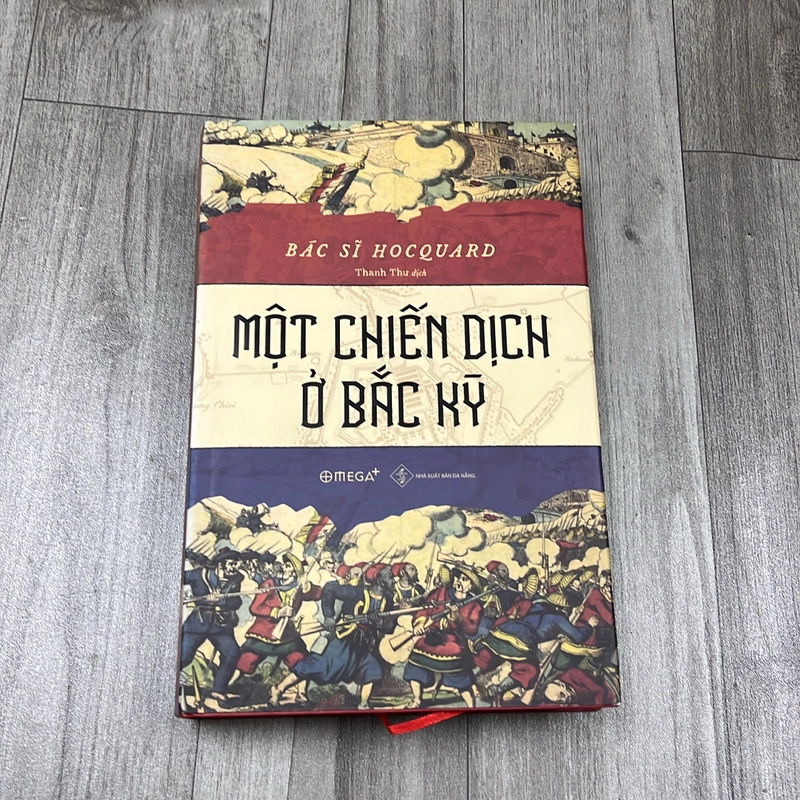 BÁC SĨ HOCQUARD
Thanh Thư dịch
MỘT CHIẾN DỊCH
Ở BẮC KỲ
OMEGA+
NHÀ XUẤT BẢN ĐÀ NẴNG